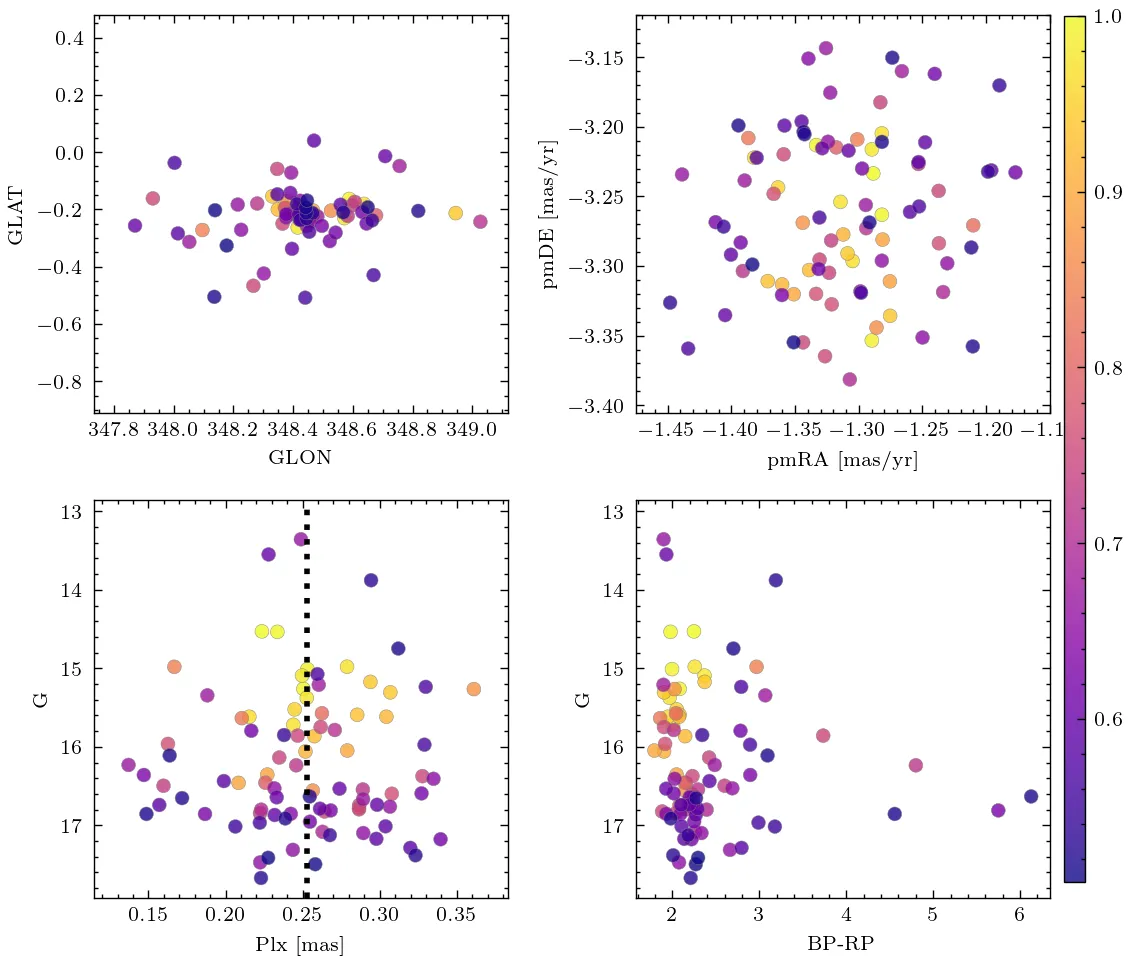 0.4
0.2
0.0
−0.2
−0.4
−0.6
−0.8
GLAT
347.8 348.0 348.2 348.4 348.6 348.8 349.0
GLON
−3.15
−3.20
−3.25
−3.30
−3.35
−3.40
pmDE [mas/yr]
−1.45 −1.40 −1.35 −1.30 −1.25 −1.20 −1.1
pmRA [mas/yr]
1.0
0.9
0.8
0.7
0.6
13
14
15
16
17
G
0.15 0.20 0.25 0.30 0.35
Plx [mas]
13
14
15
16
17
G
2 3 4 5 6
BP-RP